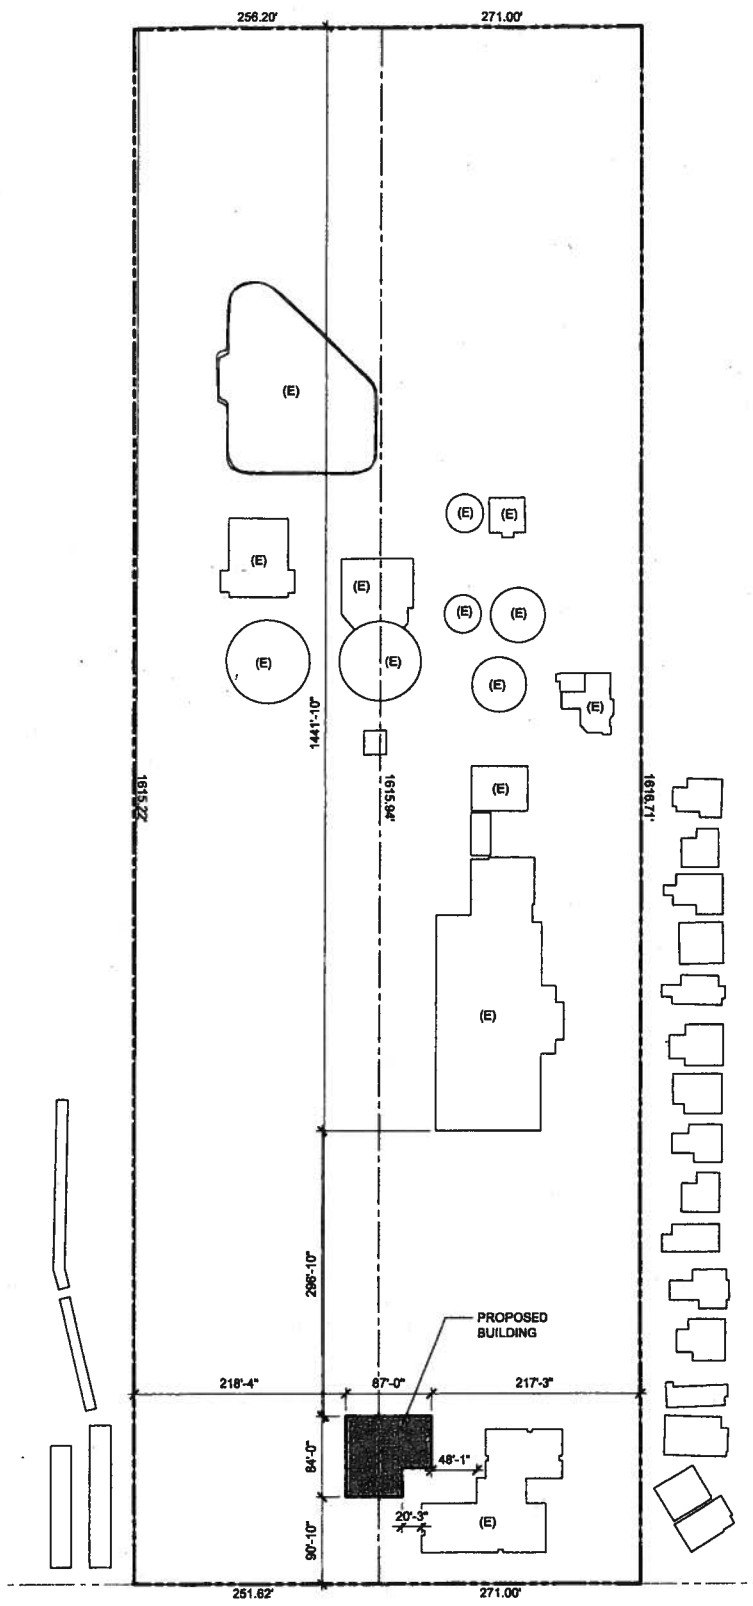 256.20'
271.00'
(E)
(E)
(E)
(E)
(E)
(E)
(E)
(E)
(E)
(E)
(E)
1441'-10"
1615.22'
1615.94'
1616.71'
(E)
(E)
296'-10"
PROPOSED
BUILDING
218'-4"
87'-0"
217'-3"
84'-0"
48'-1"
20'-3"
(E)
90'-10"
251.62'
271.00'